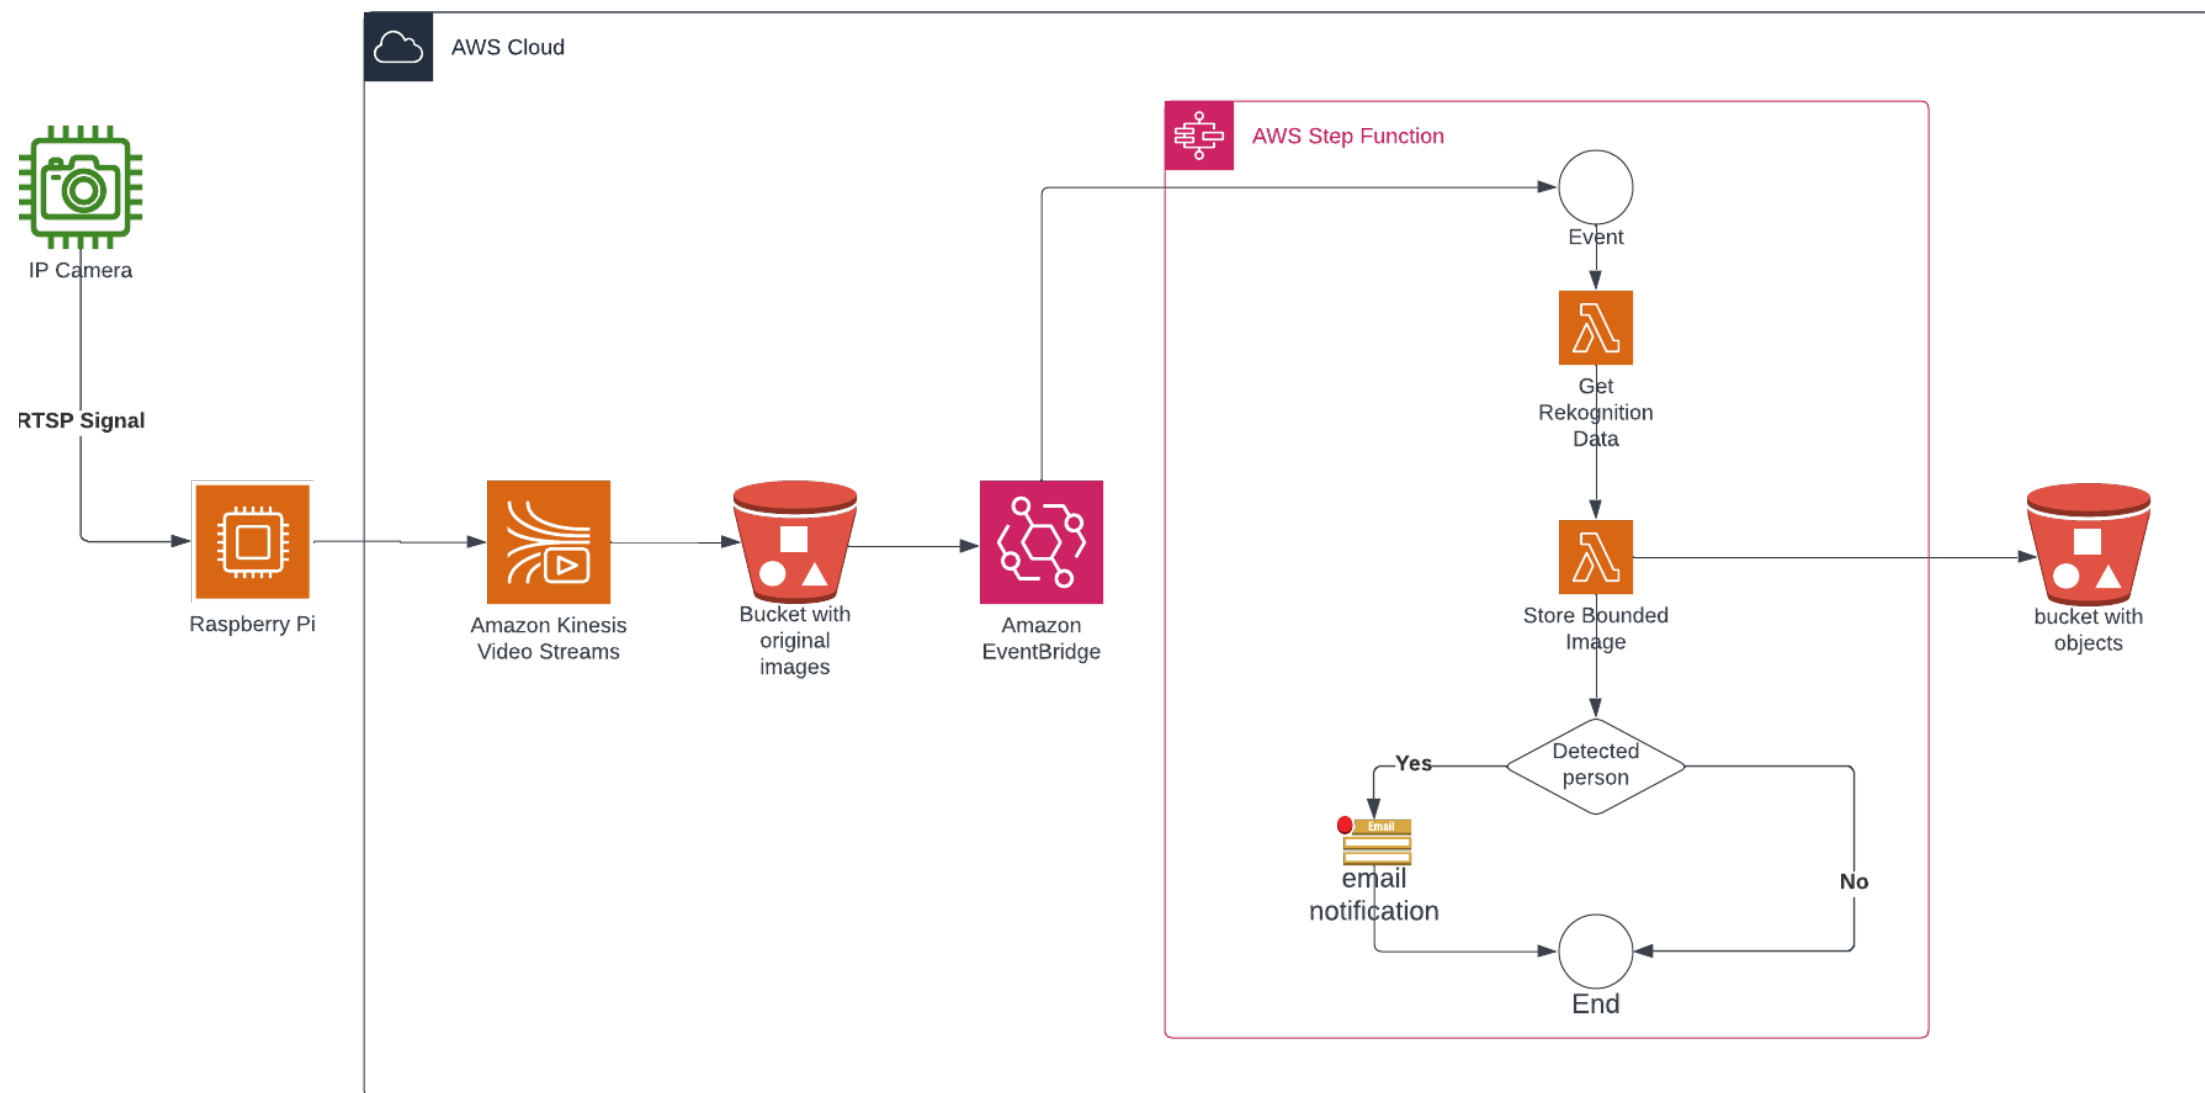 AWS Cloud
AWS Step Function
IP Camera
Event
RTSP Signal
Get
Rekognition
Data
Raspberry Pi
Amazon Kinesis
Video Streams
Bucket with
original
images
Amazon
EventBridge
Store Bounded
Image
bucket with
objects
Detected
person
Yes
Email
email
notification
No
End